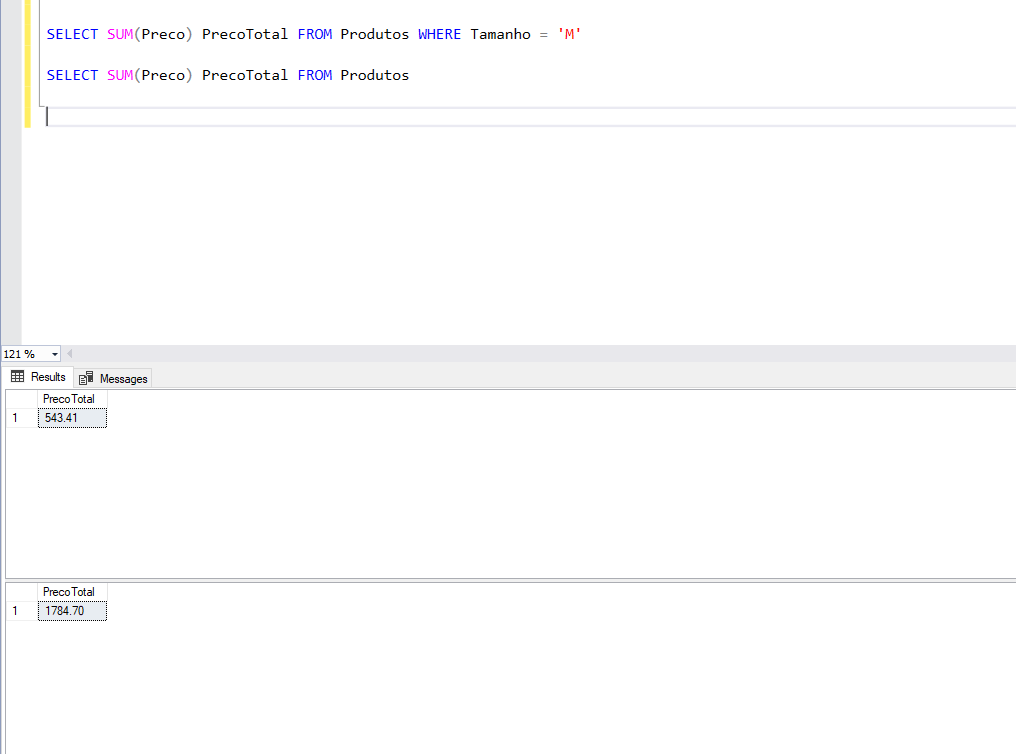 SELECT SUM(Preco) PrecoTotal FROM Produtos WHERE Tamanho = 'M'
SELECT SUM(Preco) PrecoTotal FROM Produtos
121 %
Results Messages
PrecoTotal
1 543.41
PrecoTotal
1 1784.70